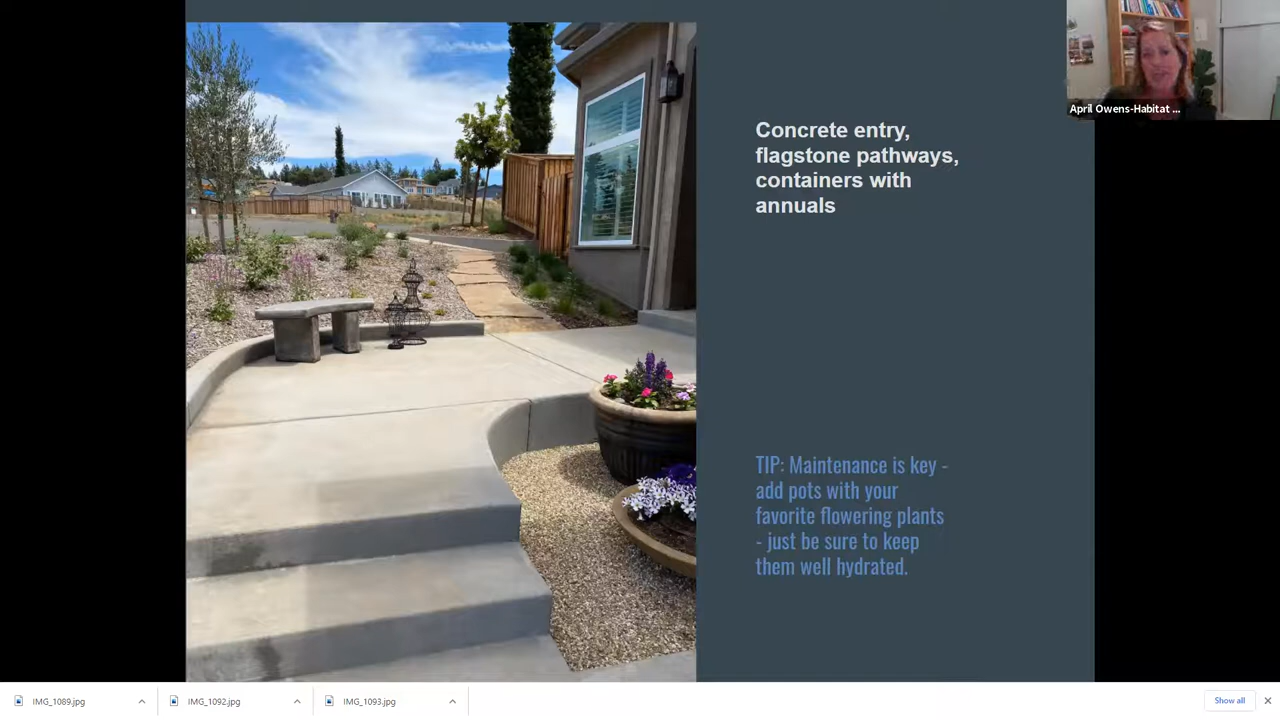 April Owens-Habitat ...
Concrete entry,
flagstone pathways,
containers with
annuals
TIP: Maintenance is key -
add pots with your
favorite flowering plants
- just be sure to keep
them well hydrated.
IMG_1089.jpg
IMG_1092.jpg
IMG_1093.jpg
Show all